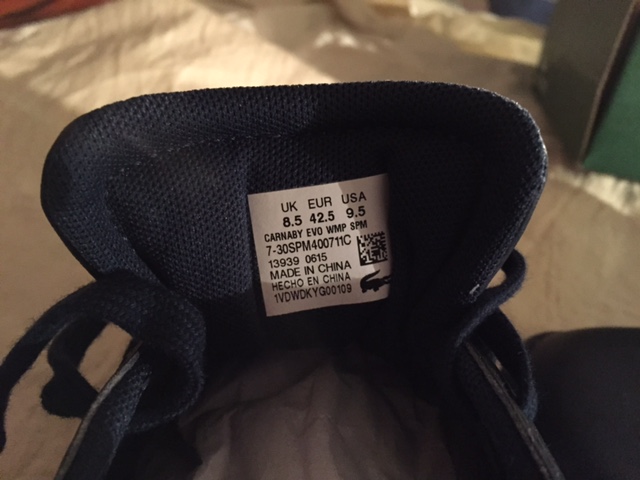 UK EUR USA
8.5 42.5 9.5
CARNABY EVO WMP SPM
7-30SPM400711C
13939 0615
MADE IN CHINA
HECHO EN CHINA
1VDWDKYG00109